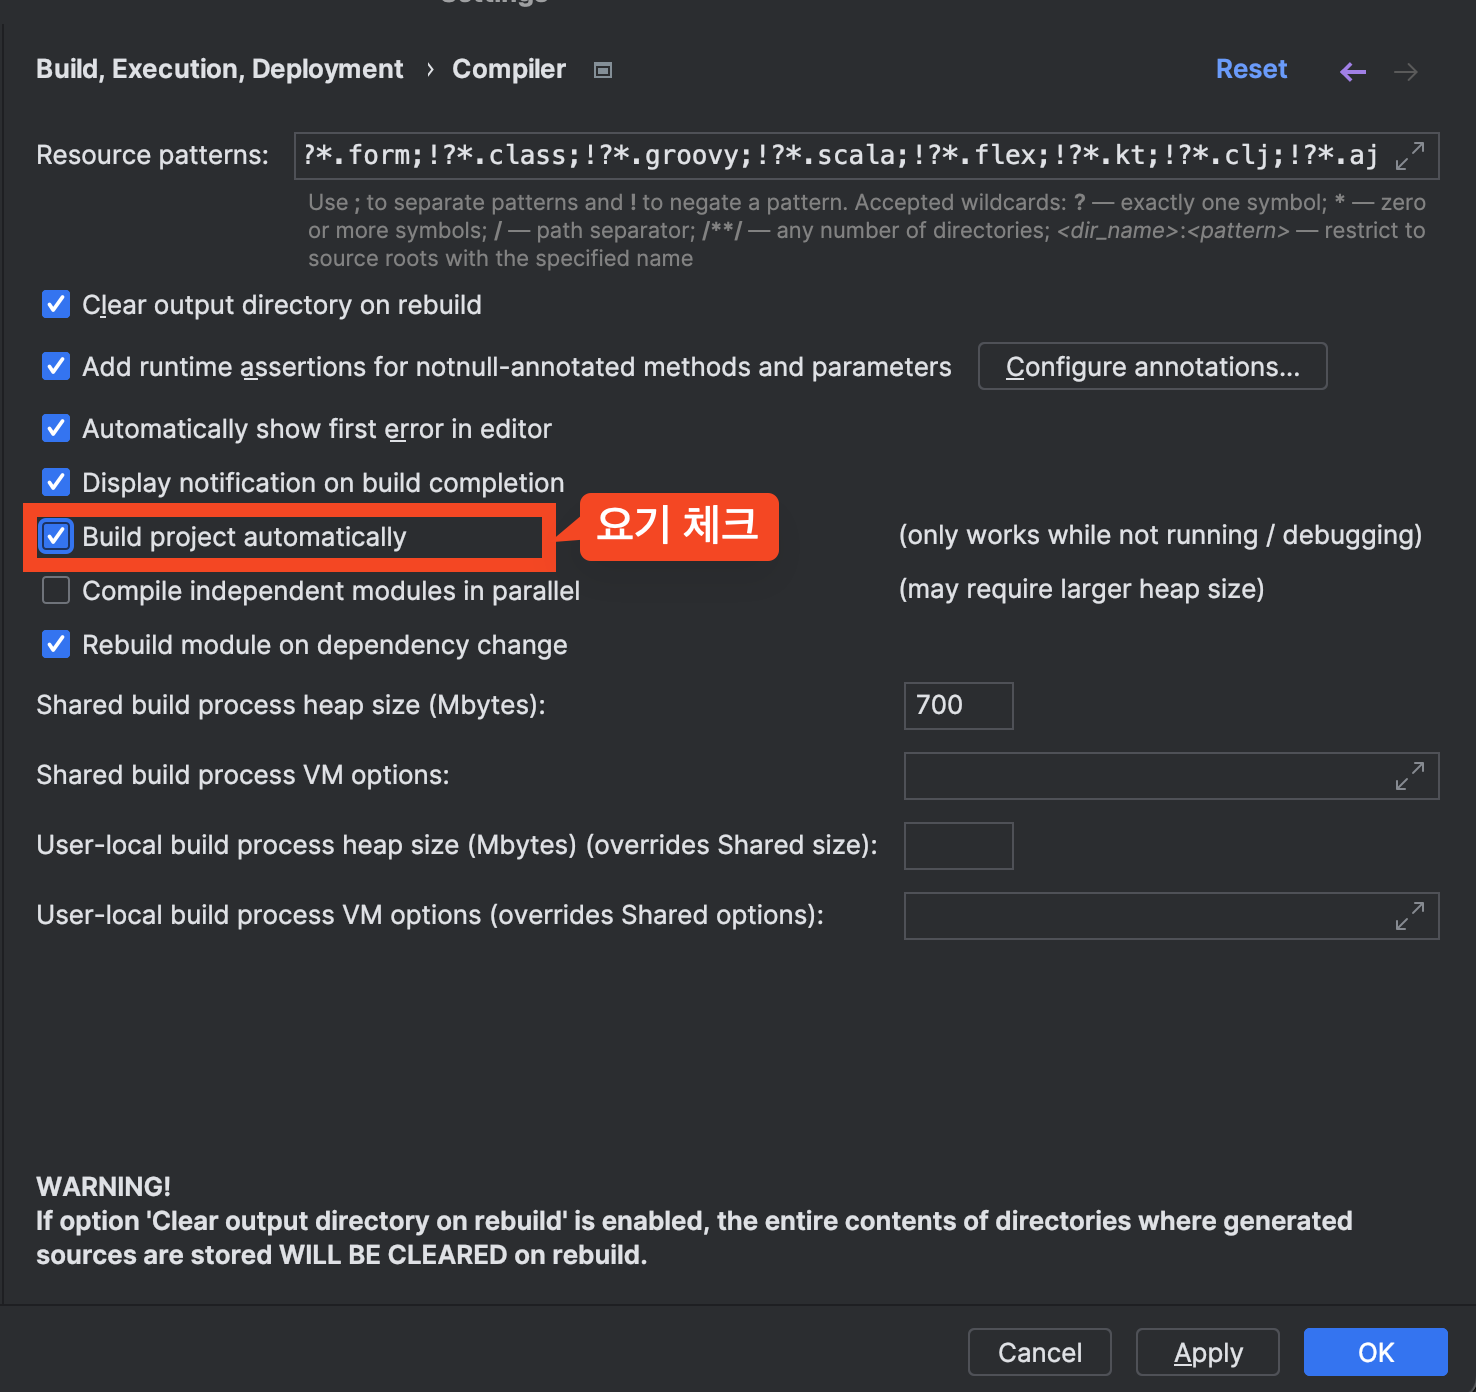 Settings
Build, Execution, Deployment › Compiler
Reset
Resource patterns:
?*.form;!?*.class;!?*.groovy;!?*.scala;!?*.flex;!?*.kt;!?*.clj;!?*.aj
Use ; to separate patterns and ! to negate a pattern. Accepted wildcards: ? — exactly one symbol; * — zero
or more symbols; / — path separator; /**/ — any number of directories; <dir_name>:<pattern> — restrict to
source roots with the specified name
Clear output directory on rebuild
Add runtime assertions for notnull-annotated methods and parameters
Configure annotations...
Automatically show first error in editor
Display notification on build completion
Build project automatically
요기 체크
(only works while not running / debugging)
Compile independent modules in parallel
(may require larger heap size)
Rebuild module on dependency change
Shared build process heap size (Mbytes):
700
Shared build process VM options:
User-local build process heap size (Mbytes) (overrides Shared size):
User-local build process VM options (overrides Shared options):
WARNING!
If option 'Clear output directory on rebuild' is enabled, the entire contents of directories where generated
sources are stored WILL BE CLEARED on rebuild.
Cancel
Apply
OK